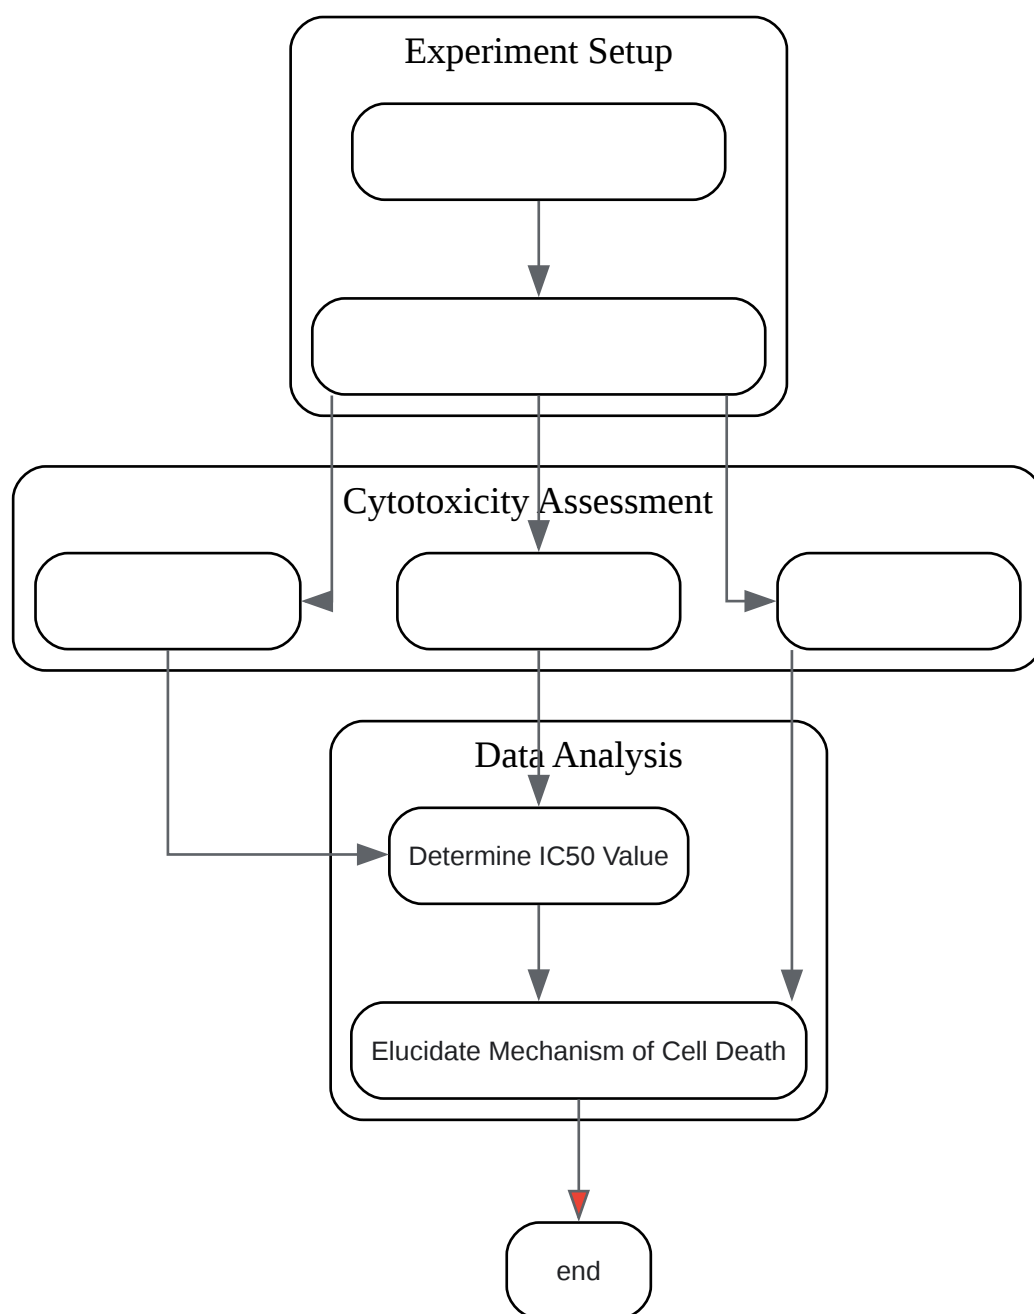 Experiment Setup
Cytotoxicity Assessment
Data Analysis
Determine IC50 Value
Elucidate Mechanism of Cell Death
end